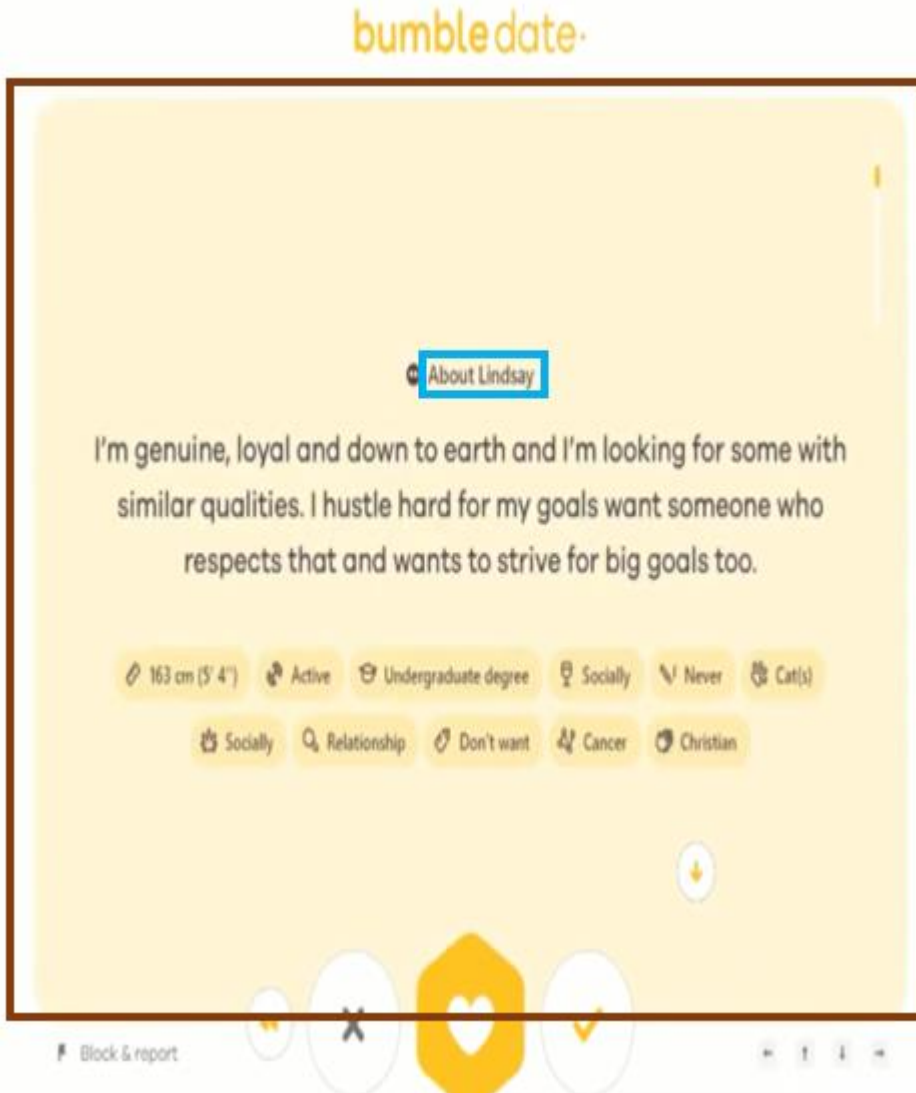 bumble date
About Lindsay
I'm genuine, loyal and down to earth and I'm looking for some with
similar qualities. I hustle hard for my goals want someone who
respects that and wants to strive for big goals too.
163 cm (5' 4") Active Undergraduate degree Socially Never Cat(s)
Socially Relationship Don't want Cancer Christian
Block & report